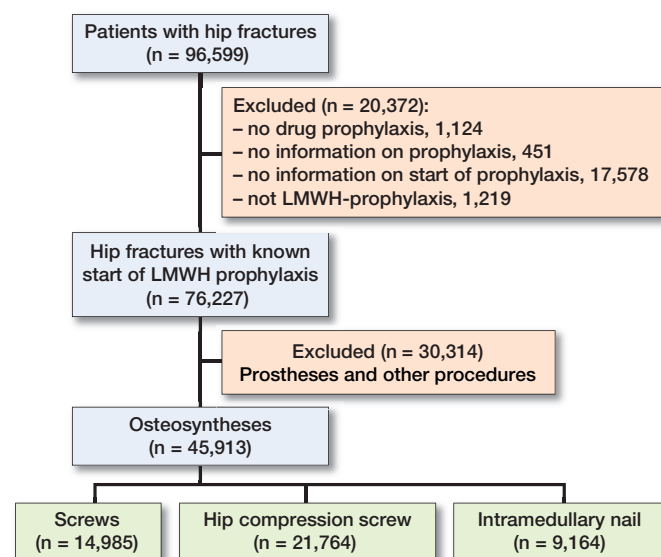 Patients with hip fractures
(n = 96,599)
Excluded (n = 20,372):
– no drug prophylaxis, 1,124
– no information on prophylaxis, 451
– no information on start of prophylaxis, 17,578
– not LMWH-prophylaxis, 1,219
Hip fractures with known
start of LMWH prophylaxis
(n = 76,227)
Excluded (n = 30,314)
Prostheses and other procedures
Osteosyntheses
(n = 45,913)
Screws
(n = 14,985)
Hip compression screw
(n = 21,764)
Intramedullary nail
(n = 9,164)